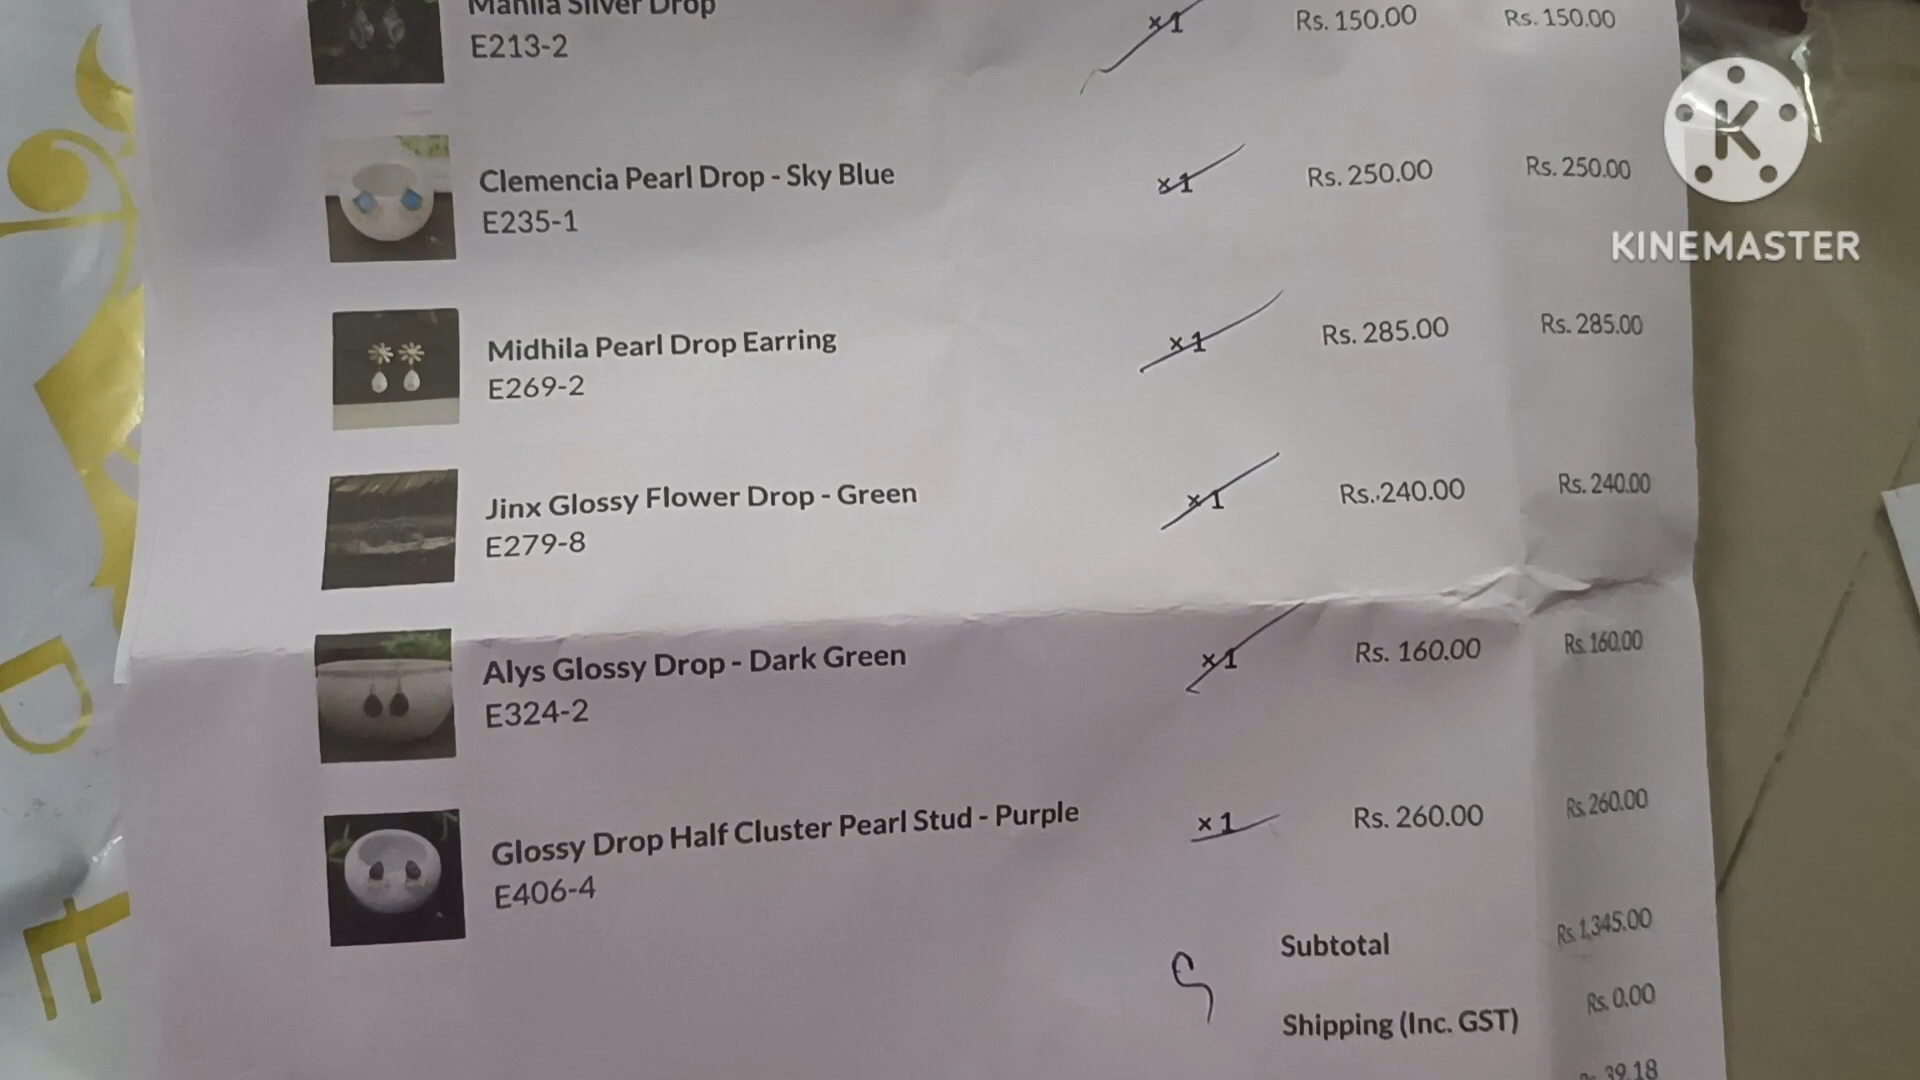 Manila Silver Drop
E213-2
x1
Rs. 150.00
Rs. 150.00
Clemencia Pearl Drop - Sky Blue
E235-1
x1
Rs. 250.00
Rs. 250.00
KINEMASTER
Midhila Pearl Drop Earring
E269-2
x1
Rs. 285.00
Rs. 285.00
Jinx Glossy Flower Drop - Green
E279-8
x1
Rs. 240.00
Rs. 240.00
Alys Glossy Drop - Dark Green
E324-2
x1
Rs. 160.00
Rs. 160.00
Glossy Drop Half Cluster Pearl Stud - Purple
E406-4
x1
Rs. 260.00
Rs. 260.00
Subtotal
Rs. 1,345.00
Shipping (Inc. GST)
Rs. 0.00
39.18